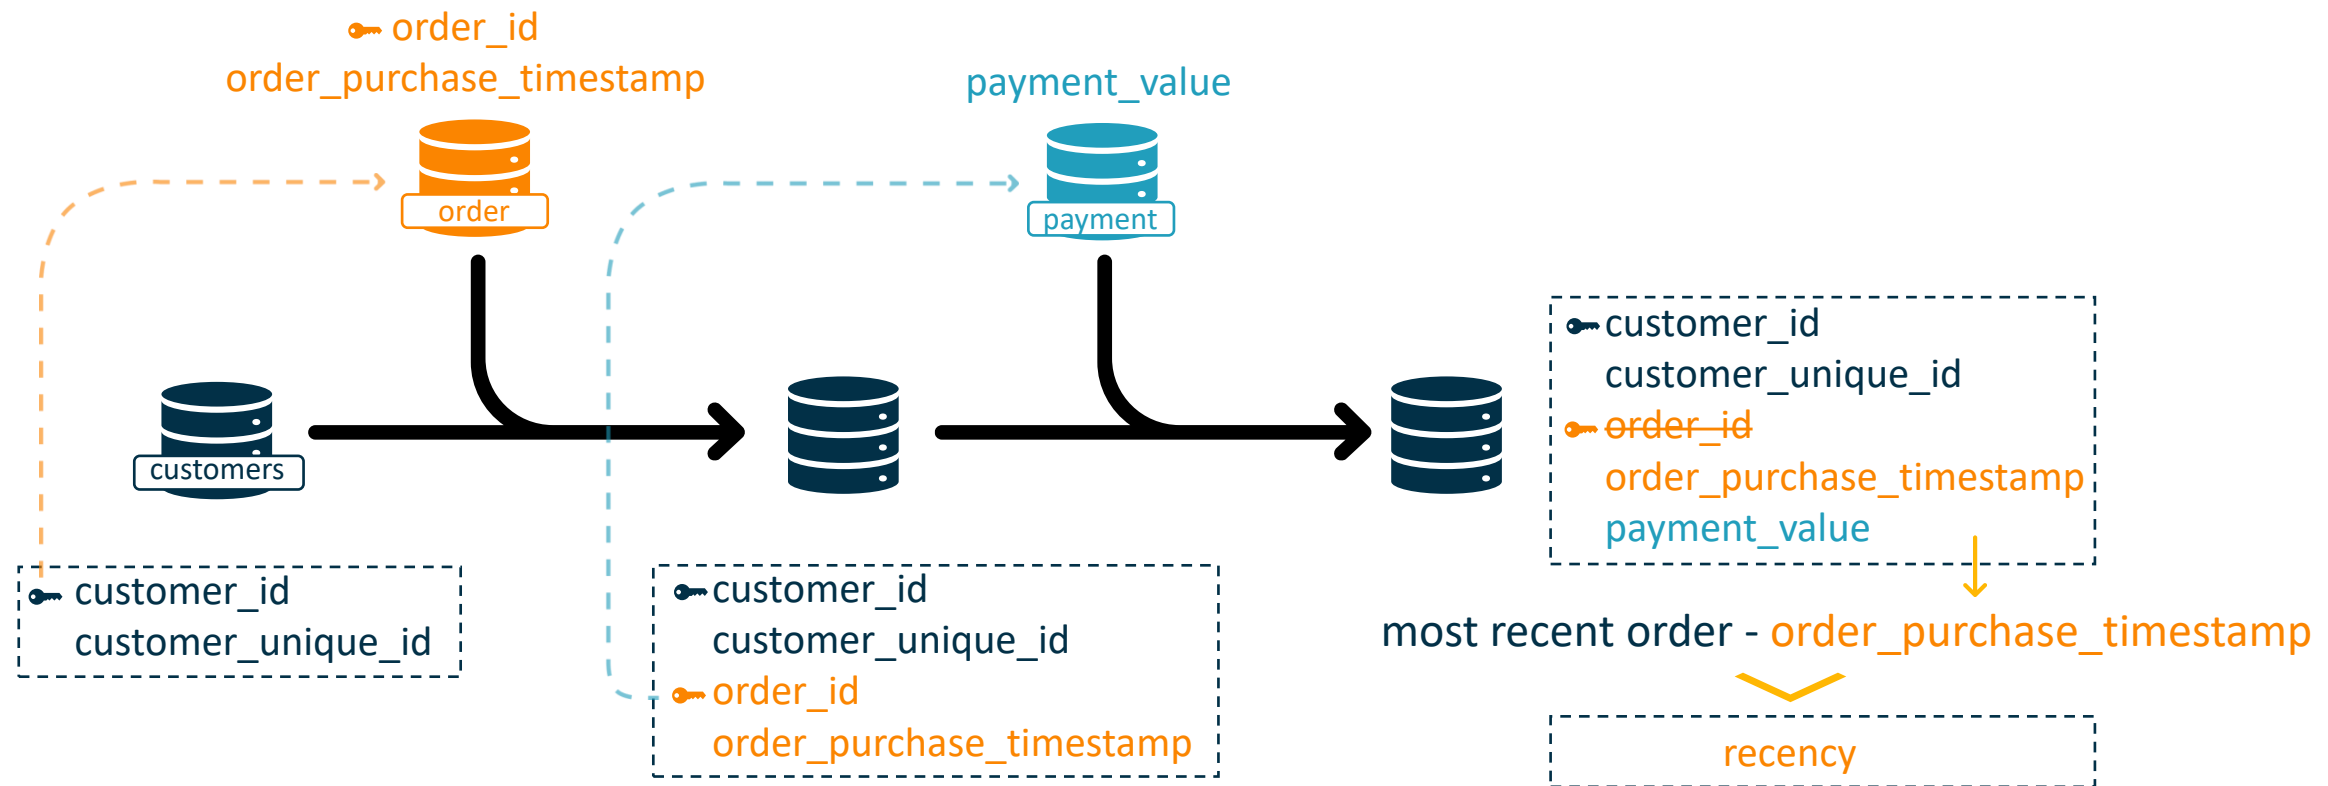 order_id
order_purchase_timestamp
order
payment_value
payment
customers
customer_id
customer_unique_id
customer_id
customer_unique_id
order_id
order_purchase_timestamp
customer_id
customer_unique_id
order_id
order_purchase_timestamp
payment_value
most recent order - order_purchase_timestamp
recency